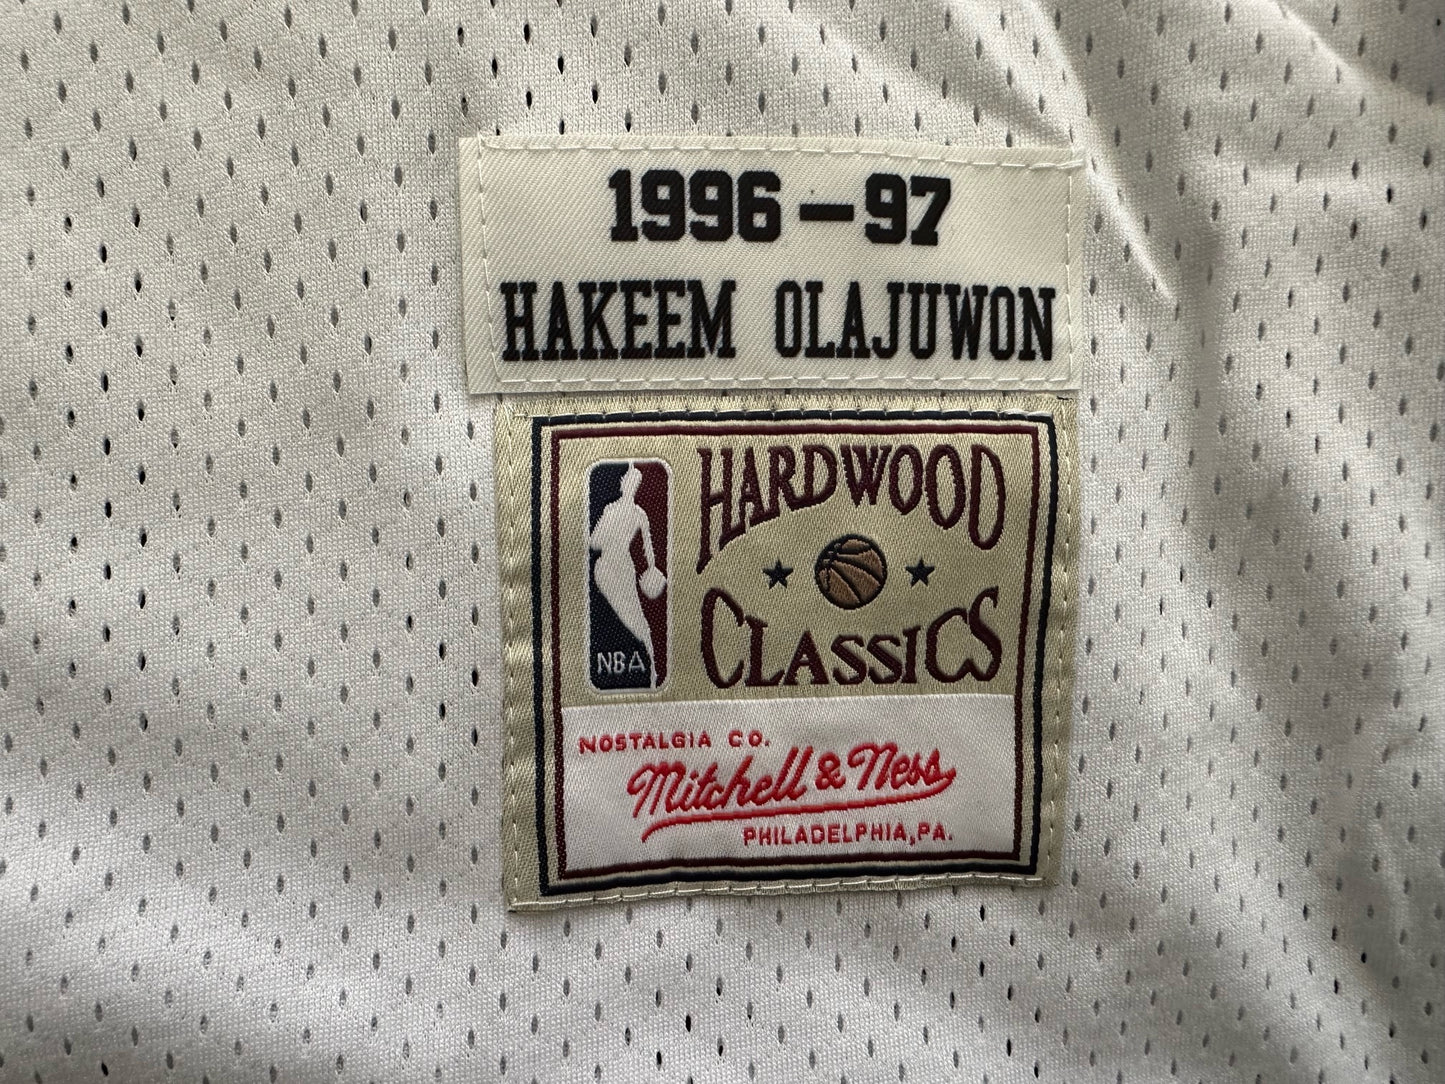 1996-97
HAKEEM OLAJUWON
HARDWOOD
CLASSICS
NBA
NOSTALGIA CO.
Mitchell & Ness
PHILADELPHIA, PA.